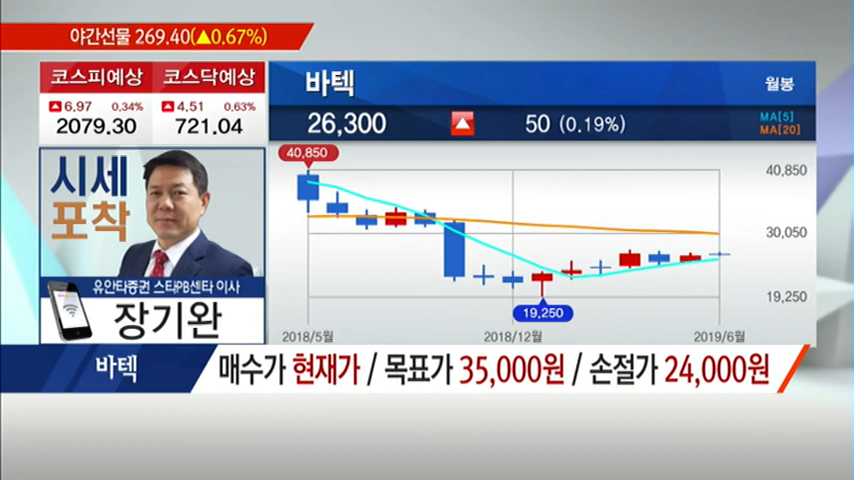 야간선물 269.40(▲0.67%)
코스피예상 코스닥예상
▲ 6.97 0.34% ▲ 4.51 0.63%
2079.30 721.04
바텍 월봉
26,300 ▲ 50 (0.19%)
MA[5]
MA[20]
시세
포착
유안타증권 스타PB센타 이사
장기완
40,850
40,850
30,050
19,250
19,250
2018/5월 2018/12월 2019/6월
바텍 매수가 현재가 / 목표가 35,000원 / 손절가 24,000원